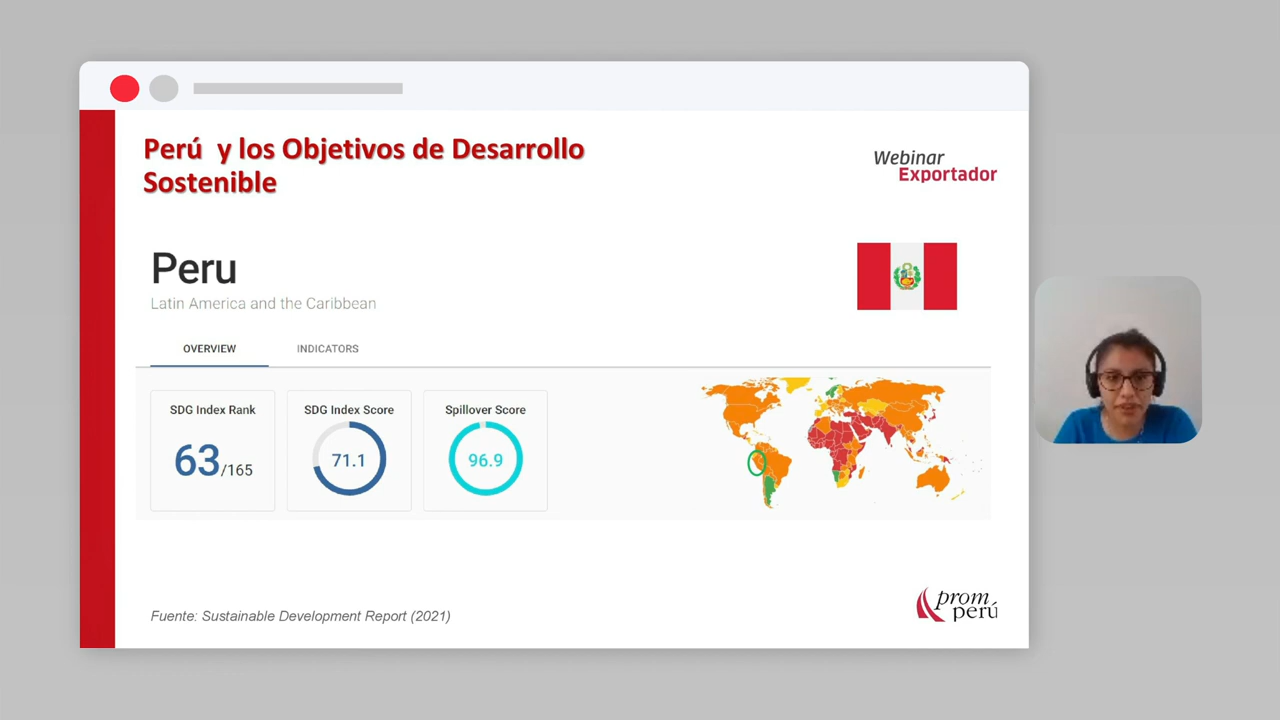 Perú y los Objetivos de Desarrollo
Sostenible
Webinar
Exportador
Peru
Latin America and the Caribbean
OVERVIEW
INDICATORS
SDG Index Rank
63/165
SDG Index Score
71.1
Spillover Score
96.9
Fuente: Sustainable Development Report (2021)
prom
perú